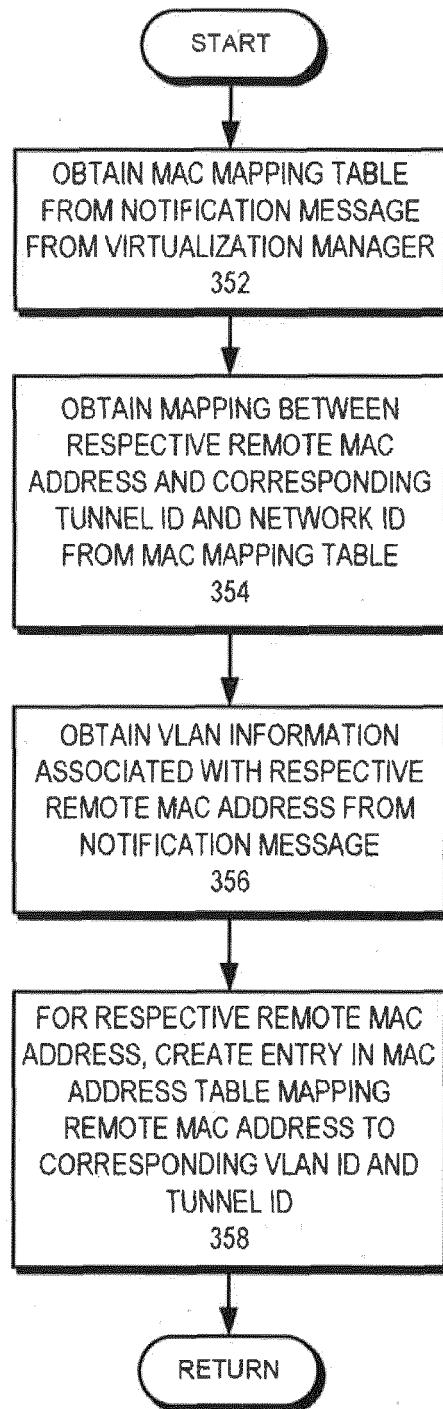 START
OBTAIN MAC MAPPING TABLE
FROM NOTIFICATION MESSAGE
FROM VIRTUALIZATION MANAGER
352
OBTAIN MAPPING BETWEEN
RESPECTIVE REMOTE MAC
ADDRESS AND CORRESPONDING
TUNNEL ID AND NETWORK ID
FROM MAC MAPPING TABLE
354
OBTAIN VLAN INFORMATION
ASSOCIATED WITH RESPECTIVE
REMOTE MAC ADDRESS FROM
NOTIFICATION MESSAGE
356
FOR RESPECTIVE REMOTE MAC
ADDRESS, CREATE ENTRY IN MAC
ADDRESS TABLE MAPPING
REMOTE MAC ADDRESS TO
CORRESPONDING VLAN ID AND
TUNNEL ID
358
RETURN